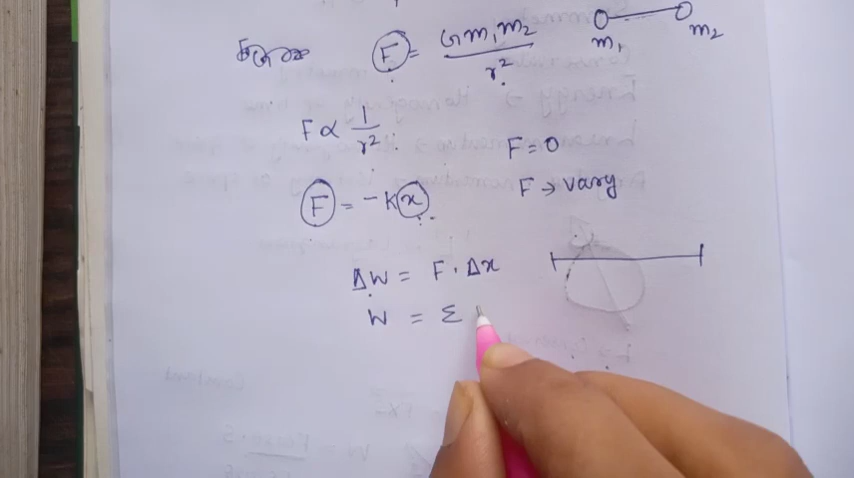 F = Gm₁m₂ / r²
m₁ m₂
F ∝ 1 / r²
F = 0
F → vary
F = -Kx
ΔW = F . Δx
W = Σ